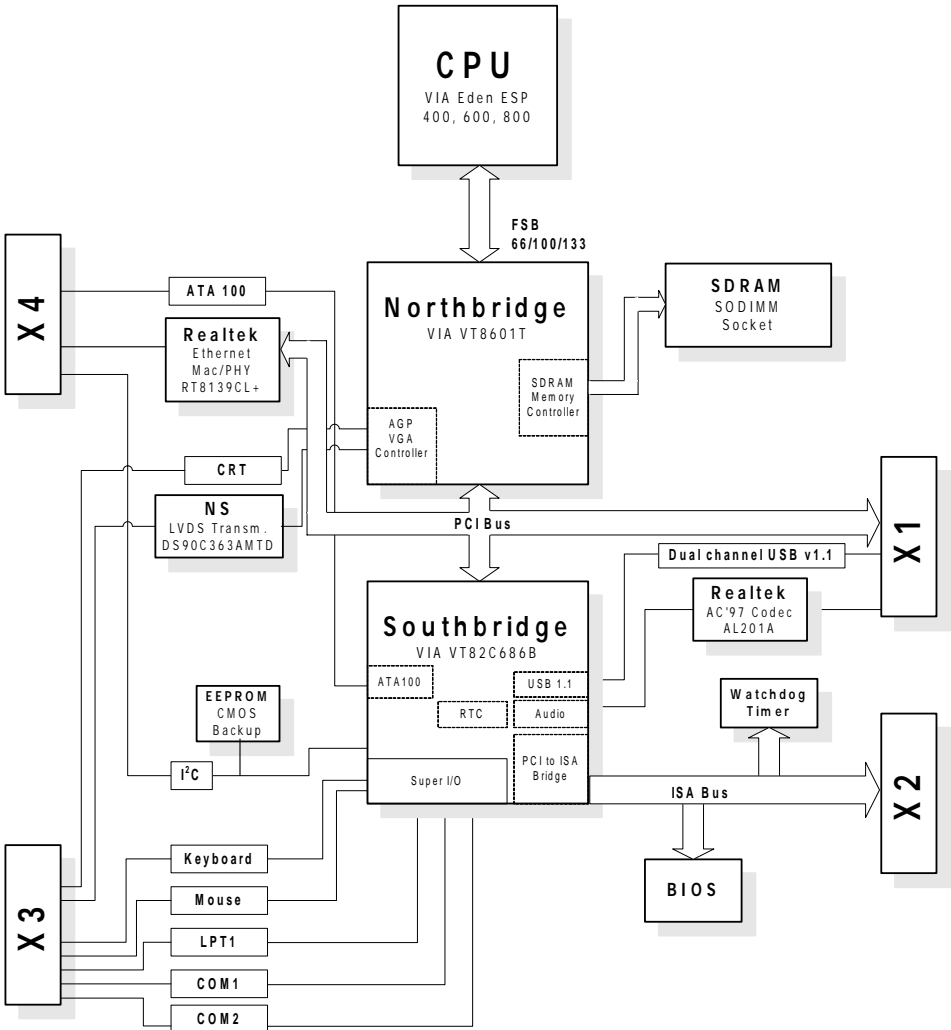 CPU
VIA Eden ESP
400, 600, 800
FSB
66/100/133
X4
ATA 100
Realtek
Ethernet
Mac/PHY
RT8139CL+
Northbridge
VIA VT8601T
SDRAM
Memory
Controller
AGP
VGA
Controller
SDRAM
SODIMM
Socket
CRT
NS
LVDS Transm.
DS90C363AMTD
PCI Bus
X1
Dual channel USB v1.1
Realtek
AC'97 Codec
AL201A
Southbridge
VIA VT82C686B
ATA100
USB 1.1
RTC
Audio
PCI to ISA
Bridge
Super I/O
EEPROM
CMOS
Backup
I²C
Watchdog
Timer
ISA Bus
X2
BIOS
X3
Keyboard
Mouse
LPT1
COM1
COM2